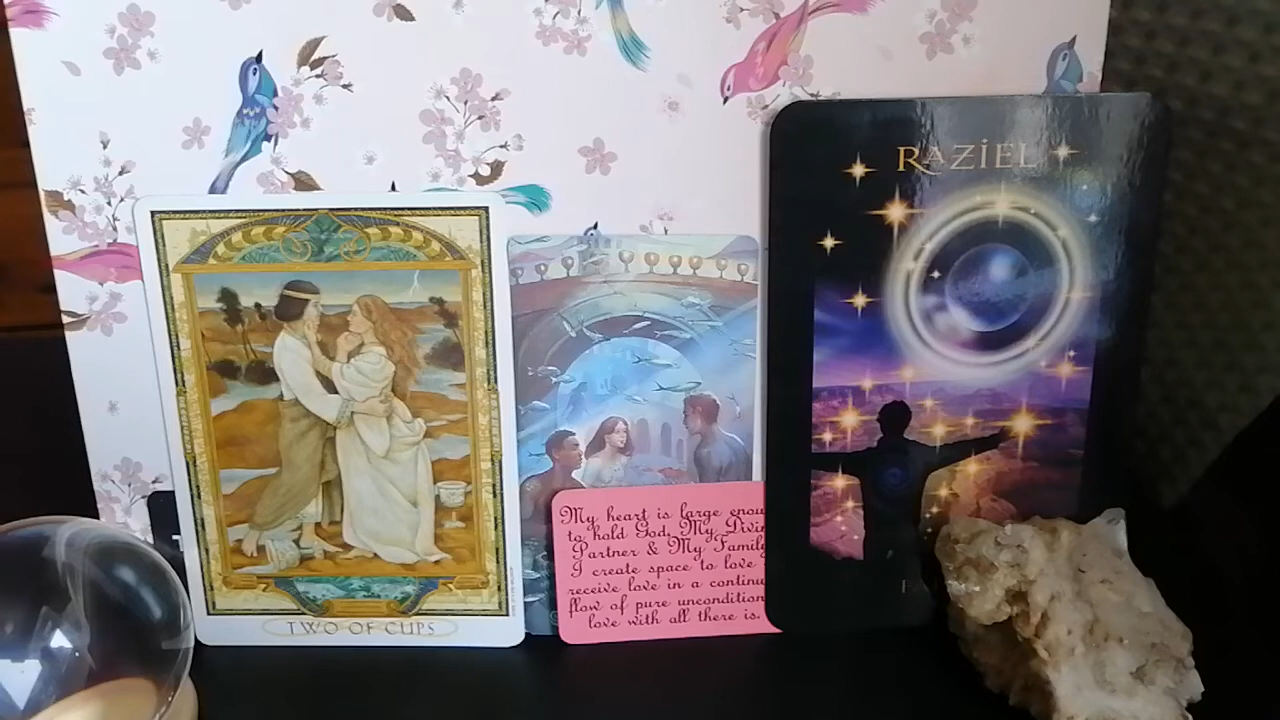 RAZIEL
TWO OF CUPS
My heart is large enou
to hold God, My Divin
Partner & My Family
I create space to love
receive love in a continu
flow of pure uncondition
love with all there is.